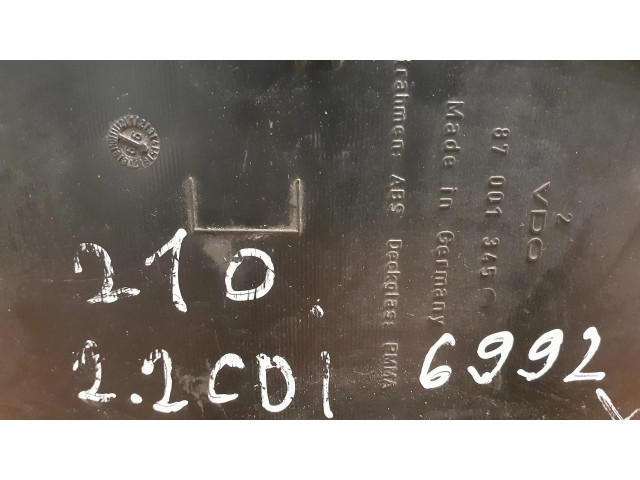 2
VDO
87 001 345
Made in Germany
rahmen: ABS Deckglas: PMMA
210
2.2CDi
6992